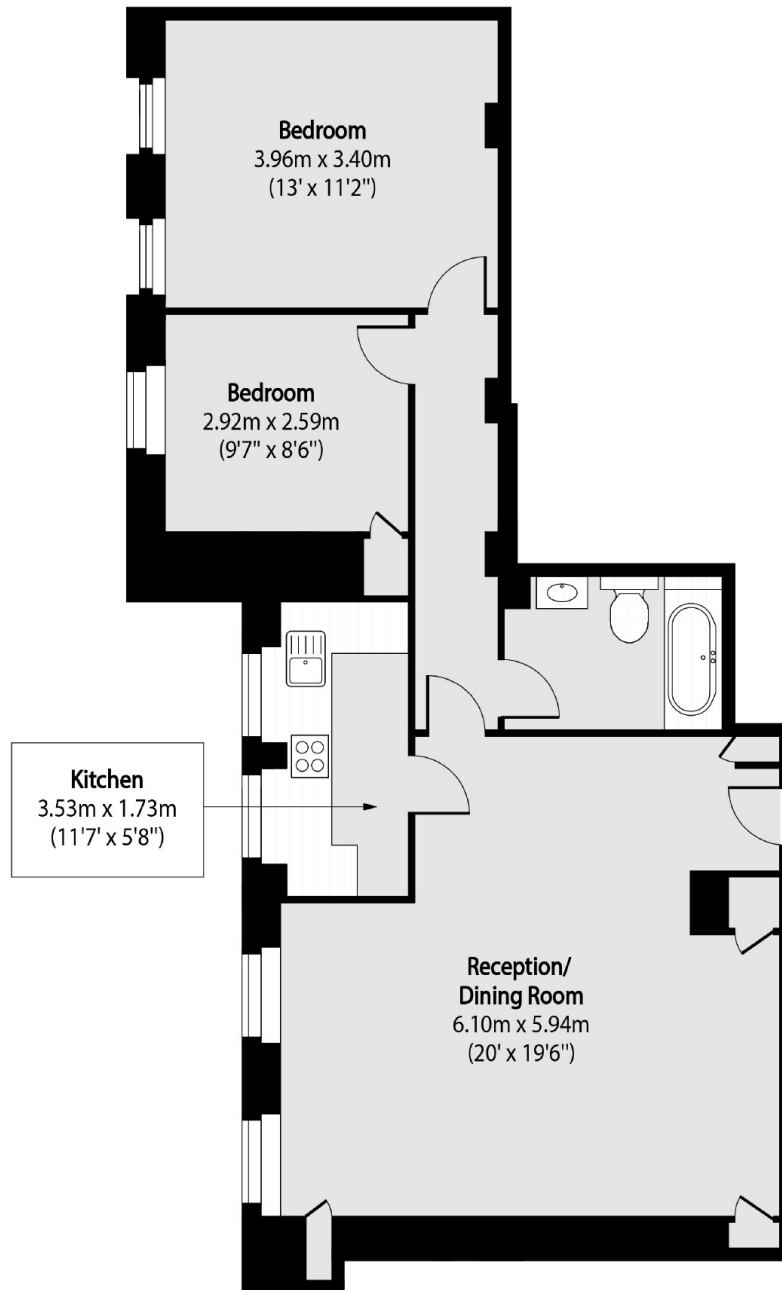 Bedroom
3.96m x 3.40m
(13' x 11'2")
Bedroom
2.92m x 2.59m
(9'7" x 8'6")
Kitchen
3.53m x 1.73m
(11'7' x 5'8")
Reception/
Dining Room
6.10m x 5.94m
(20' x 19'6")